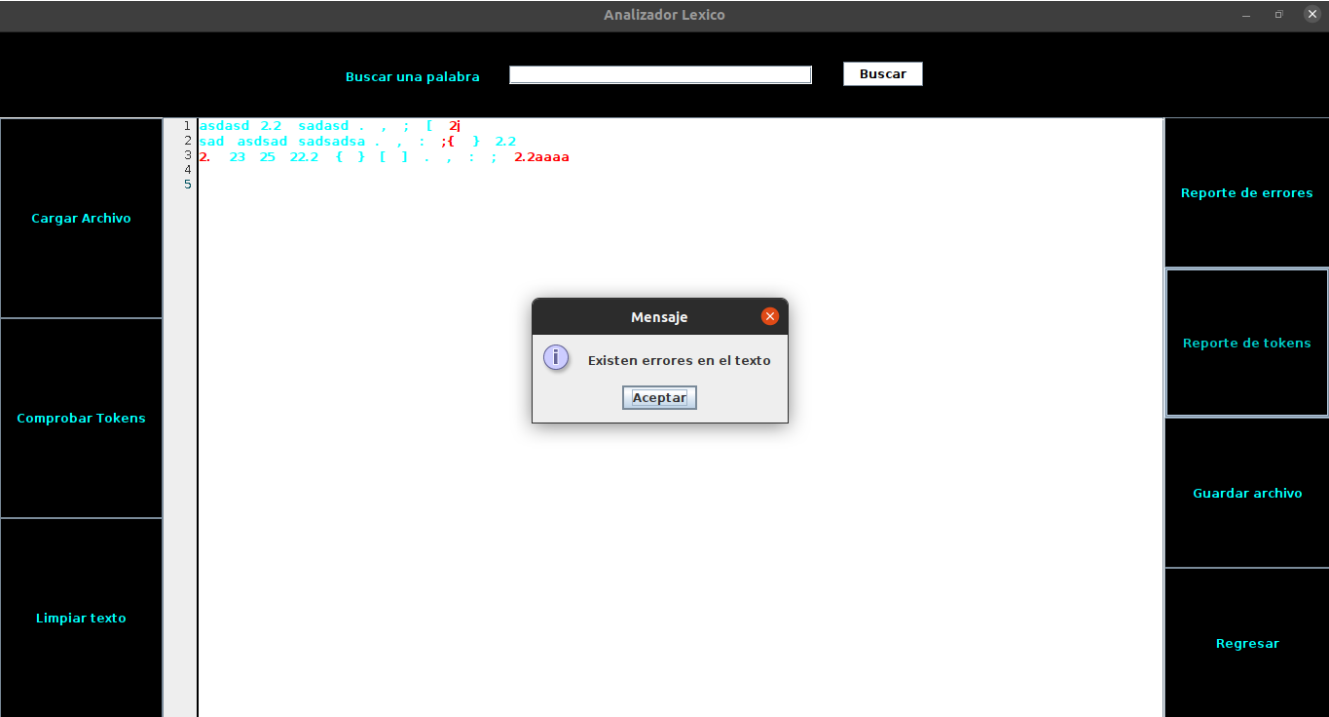 Analizador Lexico
Buscar una palabra
Buscar
Cargar Archivo
Comprobar Tokens
Limpiar texto
1 asdasd 2.2 sadasd . , ; [ 2j
2 sad asdsad sadsadsa . , : ;{ } 2.2
3 2. 23 25 22.2 { } [ ] . , : ; 2.2aaaa
4
5
Mensaje
i Existen errores en el texto
Aceptar
Reporte de errores
Reporte de tokens
Guardar archivo
Regresar